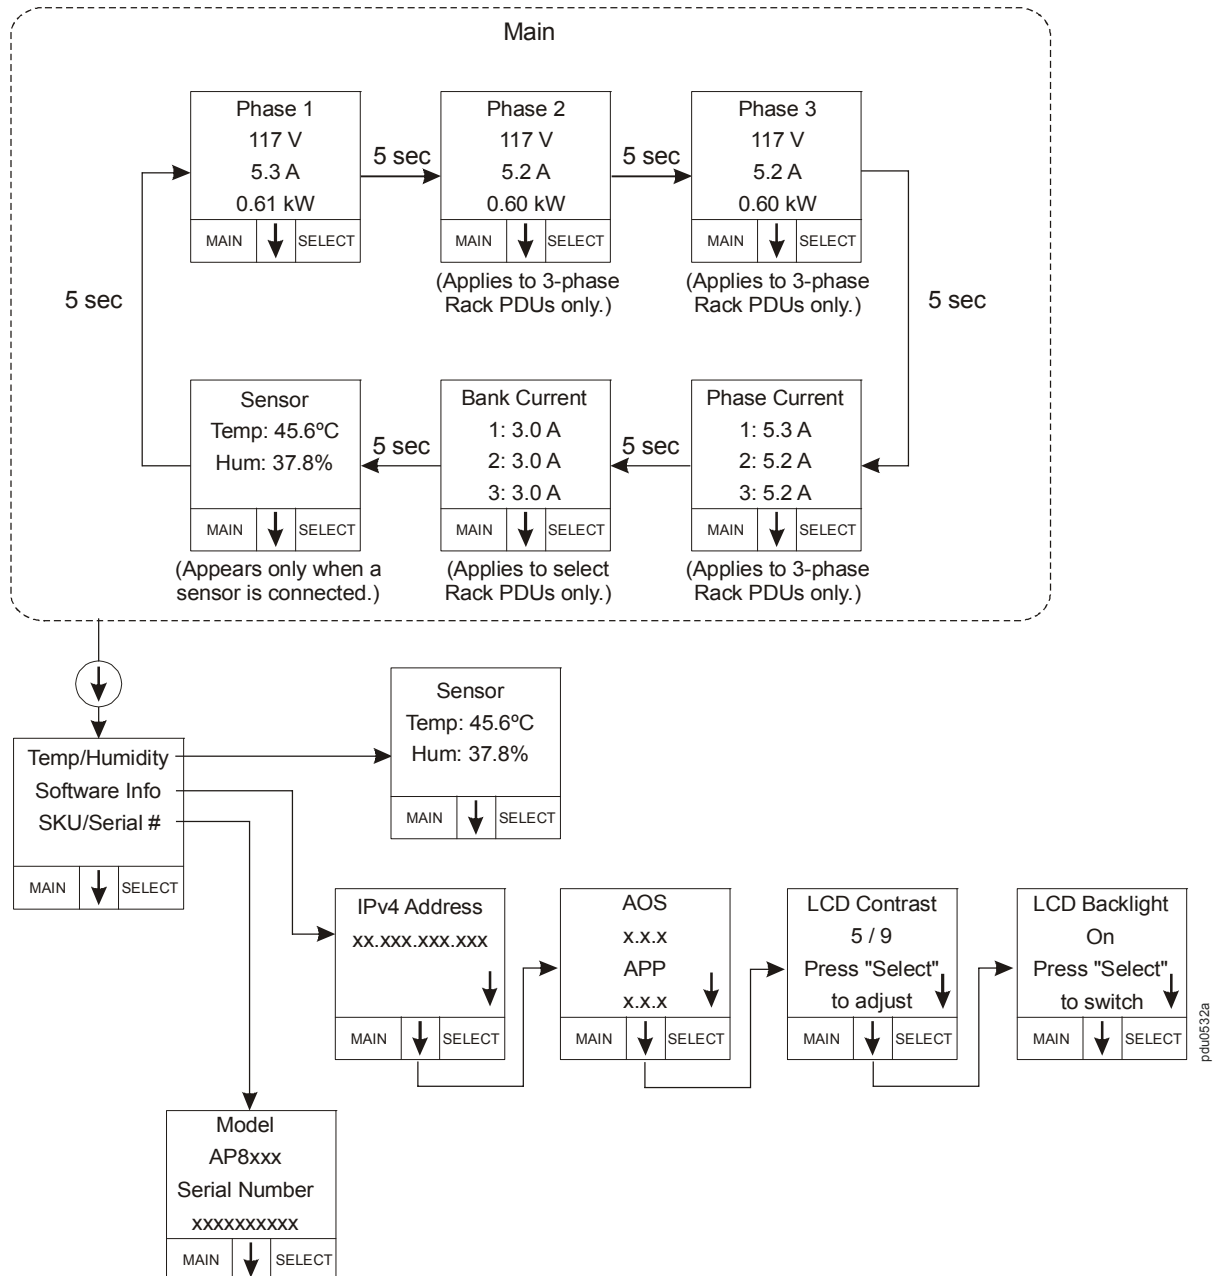 Main
Phase 1
117 V
5.3 A
0.61 kW
MAIN SELECT
5 sec
Phase 2
117 V
5.2 A
0.60 kW
MAIN SELECT
(Applies to 3-phase
Rack PDUs only.)
5 sec
Phase 3
117 V
5.2 A
0.60 kW
MAIN SELECT
(Applies to 3-phase
Rack PDUs only.)
5 sec
5 sec
Sensor
Temp: 45.6ºC
Hum: 37.8%
MAIN SELECT
(Appears only when a
sensor is connected.)
5 sec
Bank Current
1: 3.0 A
2: 3.0 A
3: 3.0 A
MAIN SELECT
(Applies to select
Rack PDUs only.)
5 sec
Phase Current
1: 5.3 A
2: 5.2 A
3: 5.2 A
MAIN SELECT
(Applies to 3-phase
Rack PDUs only.)
Temp/Humidity
Software Info
SKU/Serial #
MAIN SELECT
Sensor
Temp: 45.6ºC
Hum: 37.8%
MAIN SELECT
IPv4 Address
xx.xxx.xxx.xxx
MAIN SELECT
AOS
x.x.x
APP
x.x.x
MAIN SELECT
LCD Contrast
5 / 9
Press "Select"
to adjust
MAIN SELECT
LCD Backlight
On
Press "Select"
to switch
MAIN SELECT
pdu0532a
Model
AP8xxx
Serial Number
xxxxxxxxxx
MAIN SELECT